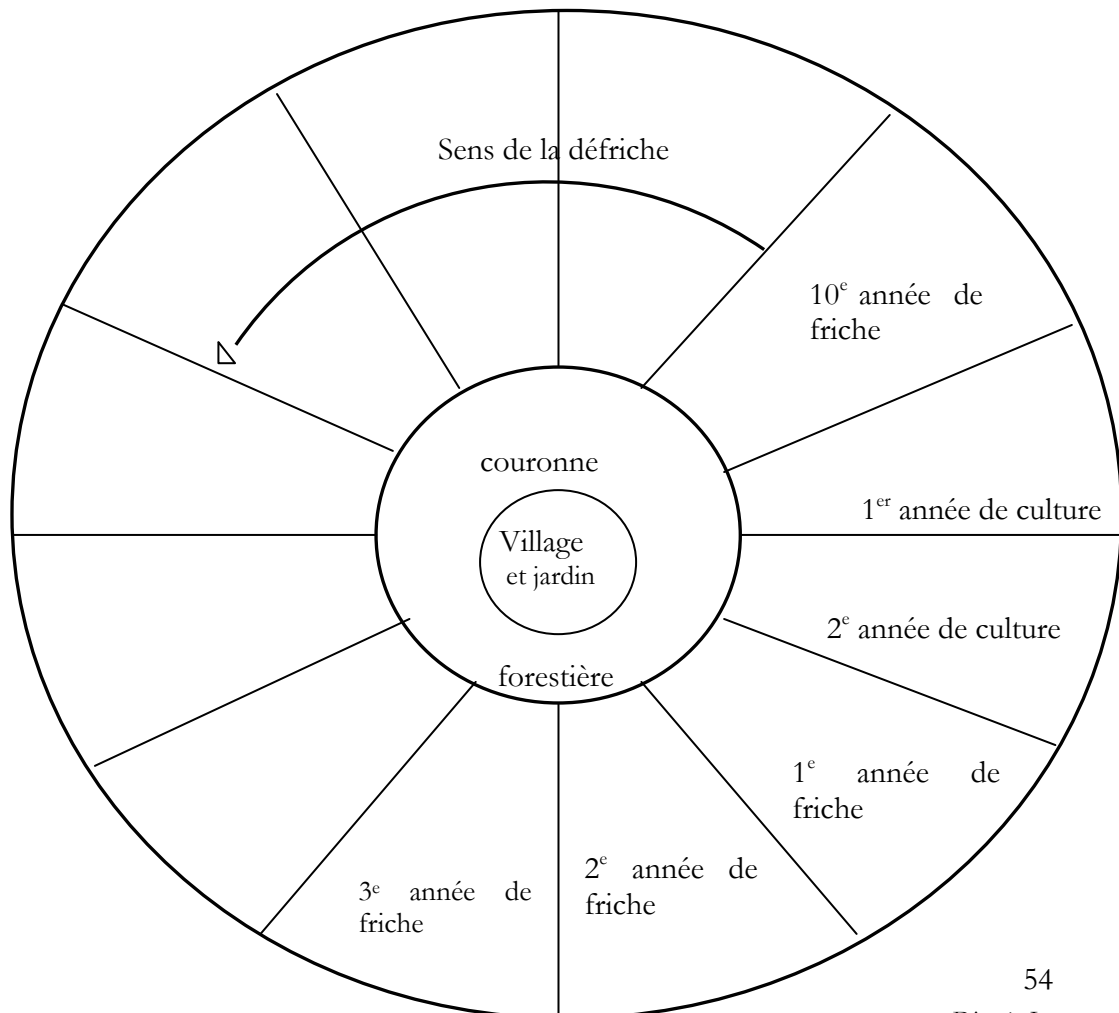 Sens de la défriche
10e année de
friche
couronne
1er année de culture
Village
et jardin
2e année de culture
forestière
1e année de
friche
2e année de
friche
3e année de
friche
54